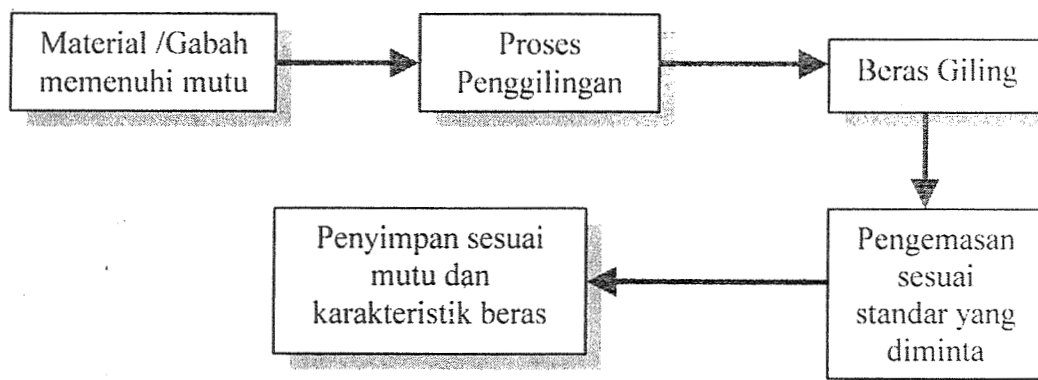 Material /Gabah
memenuhi mutu
Proses
Penggilingan
Beras Giling
Pengemasan
sesuai
standar yang
diminta
Penyimpan sesuai
mutu dan
karakteristik beras